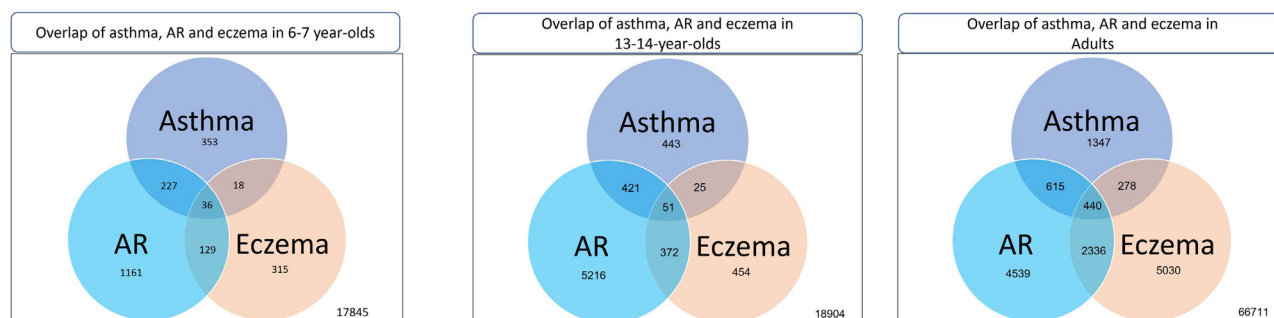 Overlap of asthma, AR and eczema in 6-7 year-olds
Asthma
353
227
18
36
AR
Eczema
129
1161
315
17845
Overlap of asthma, AR and eczema in
13-14-year-olds
Asthma
443
421
25
51
AR
Eczema
372
5216
454
18904
Overlap of asthma, AR and eczema in
Adults
Asthma
1347
615
278
440
AR
Eczema
2336
4539
5030
66711